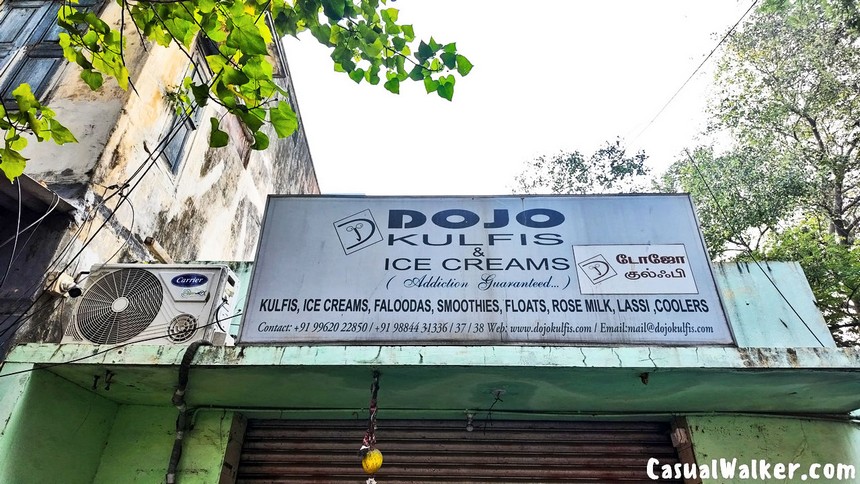 DOJO
KULFIS
&
ICE CREAMS
( Addiction Guaranteed... )
டோஜோ
குல்ஃபி
KULFIS, ICE CREAMS, FALOODAS, SMOOTHIES, FLOATS, ROSE MILK, LASSI ,COOLERS
Contact: +91 99620 22850 / +91 98844 31336 / 37 / 38 Web: www.dojokulfis.com / Email:mail@dojokulfis.com
Carrier
CasualWalker.com